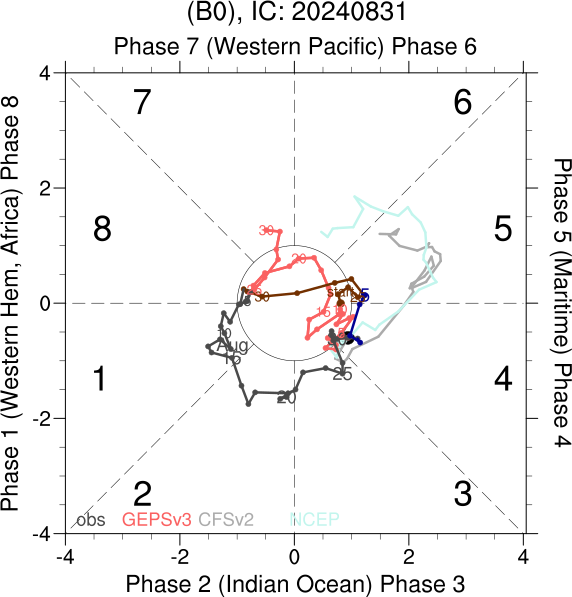 (B0), IC: 20240831
Phase 7 (Western Pacific) Phase 6
Phase 1 (Western Hem, Africa) Phase 8
Phase 5 (Maritime) Phase 4
4
2
0
-2
-4
7
6
8
5
1
4
2
3
30
20
30
start
5
15
10
Aug
15
25
20
obs GEPSv3 CFSv2 NCEP
-4 -2 0 2 4
Phase 2 (Indian Ocean) Phase 3